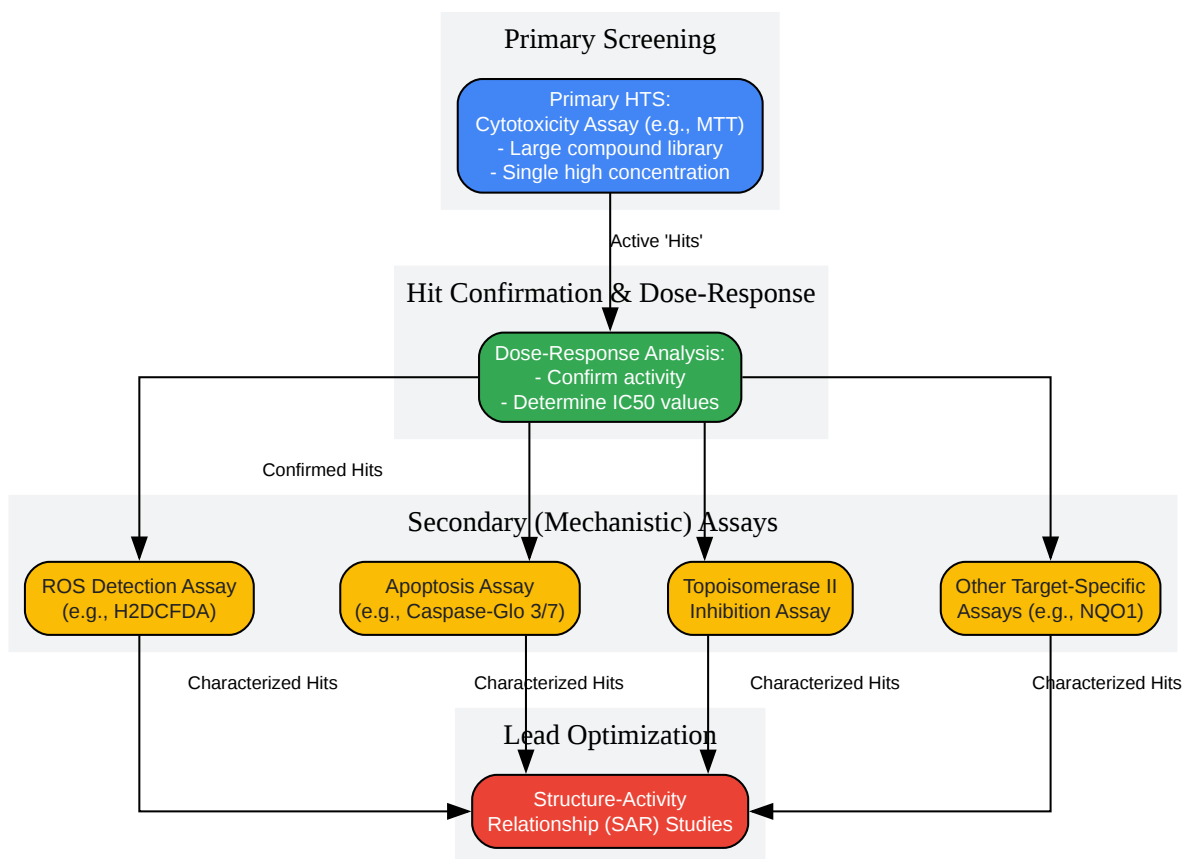 Primary Screening
Primary HTS:
Cytotoxicity Assay (e.g., MTT)
- Large compound library
- Single high concentration
Active 'Hits'
Hit Confirmation & Dose-Response
Dose-Response Analysis:
- Confirm activity
- Determine IC50 values
Confirmed Hits
Secondary (Mechanistic) Assays
ROS Detection Assay
(e.g., H2DCFDA)
Apoptosis Assay
(e.g., Caspase-Glo 3/7)
Topoisomerase II
Inhibition Assay
Other Target-Specific
Assays (e.g., NQO1)
Characterized Hits
Characterized Hits
Characterized Hits
Characterized Hits
Lead Optimization
Structure-Activity
Relationship (SAR) Studies